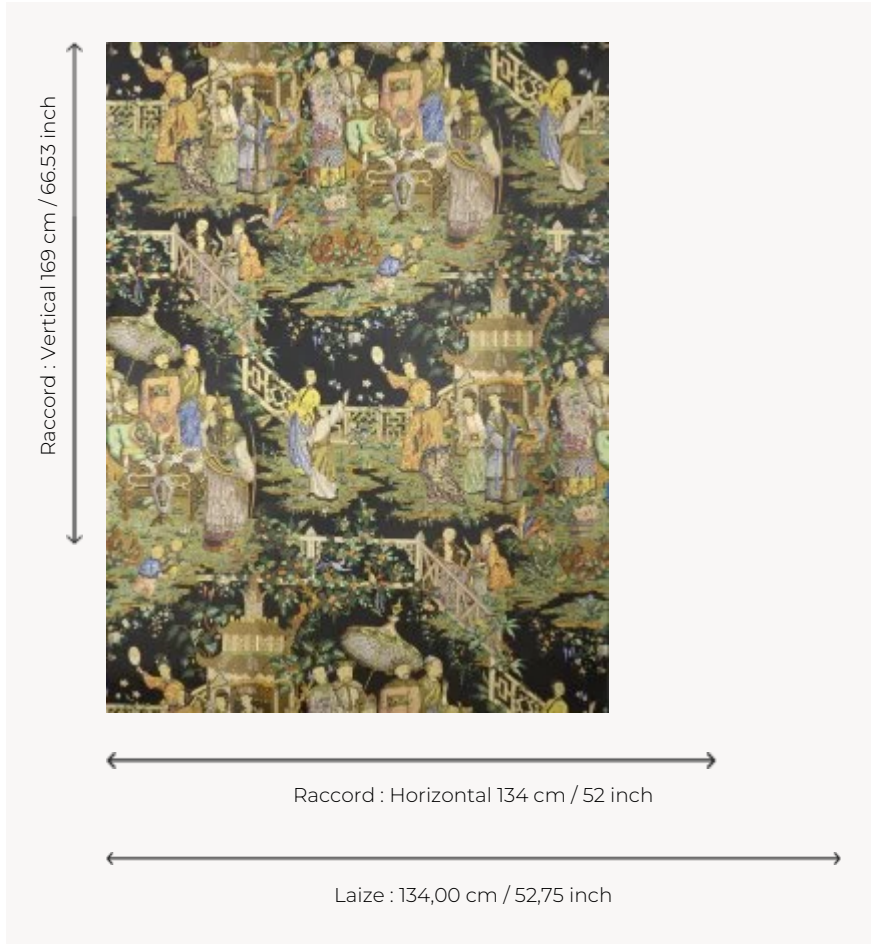 Raccord : Vertical 169 cm / 66.53 inch
Raccord : Horizontal 134 cm / 52 inch
Laize : 134,00 cm / 52,75 inch